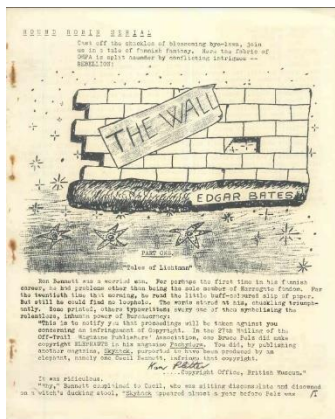 ROUND ROBIN SERIAL
Cast off the shackles of blossoming bye-laws, join
us in a tale of fannish fantasy. Here the fabric of
OMPA is split asunder by conflicting intrigues --
REBELLION!
THE WALL
EDGAR BATES
PART ONE.
"Tales of Lichtman"
Ron Bennett was a worried man. For perhaps the first time in his fannish
career, he had problems other than being the sole member of Harrogate fandom. For
the twentieth time that morning, he read the little buff-coloured slip of paper.
But still he could find no loophole. The words stared at him, chuckling triumph-
antly. Some printed, others typewritten; every one of them symbolising the
relentless, inhuman power of Bureaucracy:
"This is to notify you that proceedings will be taken against you
concerning an infringement of Copyright. In the 27th Mailing of the
Off-Trail Magazine Publishers' Association, was Bruce Pelz did make
copyright ELEPHANTS in his magazine . You did, by publishing
another magazine, Skyhack, purported to have been produced by an
elephant, namely one Cecil Bennett, infringe that copyright.
....Copyright Office, British Museum."
It was ridiculous.
"Why," Bennett explained to Cecil, who was sitting disconsolate and
on a witch's ducking stool, "Skyhack appeared almost a year before Pelz was